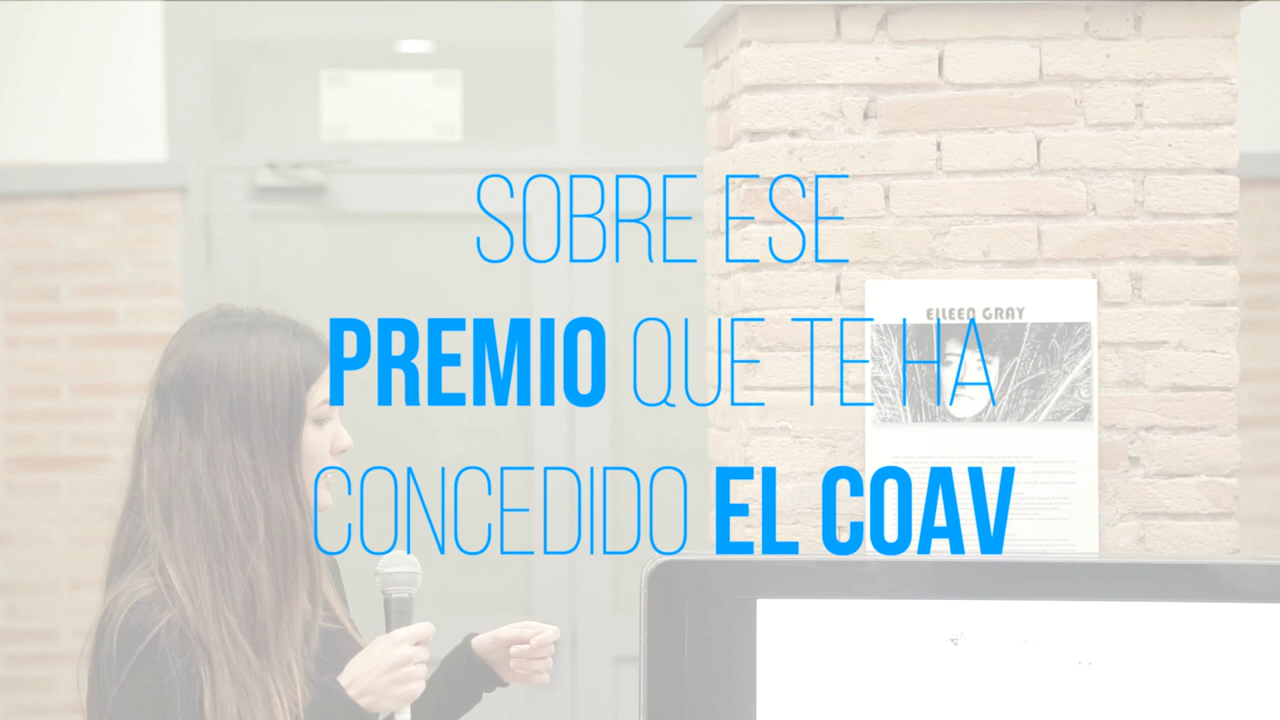 SOBRE ESE
PREMIO QUE TE HA
CONCEDIDO EL COAV
EILEEN GRAY